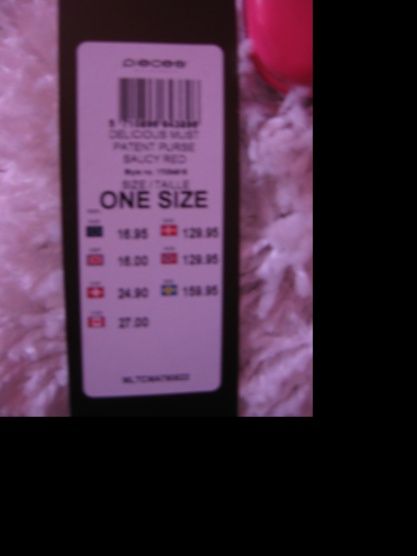 pieces
DELICIOUS MUST
PATENT PURSE
SAUCY RED
SIZE / TAILLE
ONE SIZE
16.95 129.95
16.00 129.95
24.90 159.95
27.00